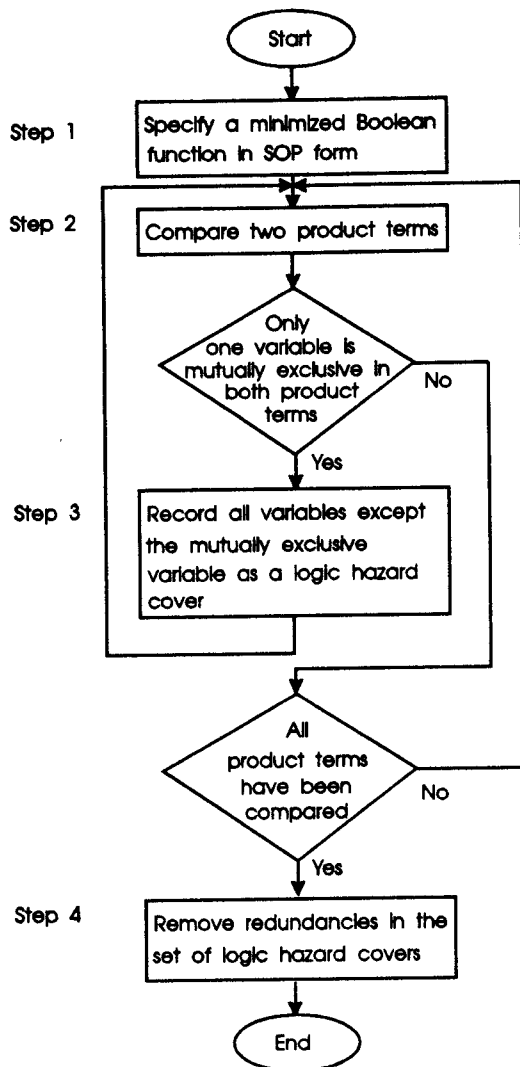 Start
Step 1
Specify a minimized Boolean
function in SOP form
Step 2
Compare two product terms
Only
one variable is
mutually exclusive in
both product
terms
No
Yes
Step 3
Record all variables except
the mutually exclusive
variable as a logic hazard
cover
All
product terms
have been
compared
No
Yes
Step 4
Remove redundancies in the
set of logic hazard covers
End